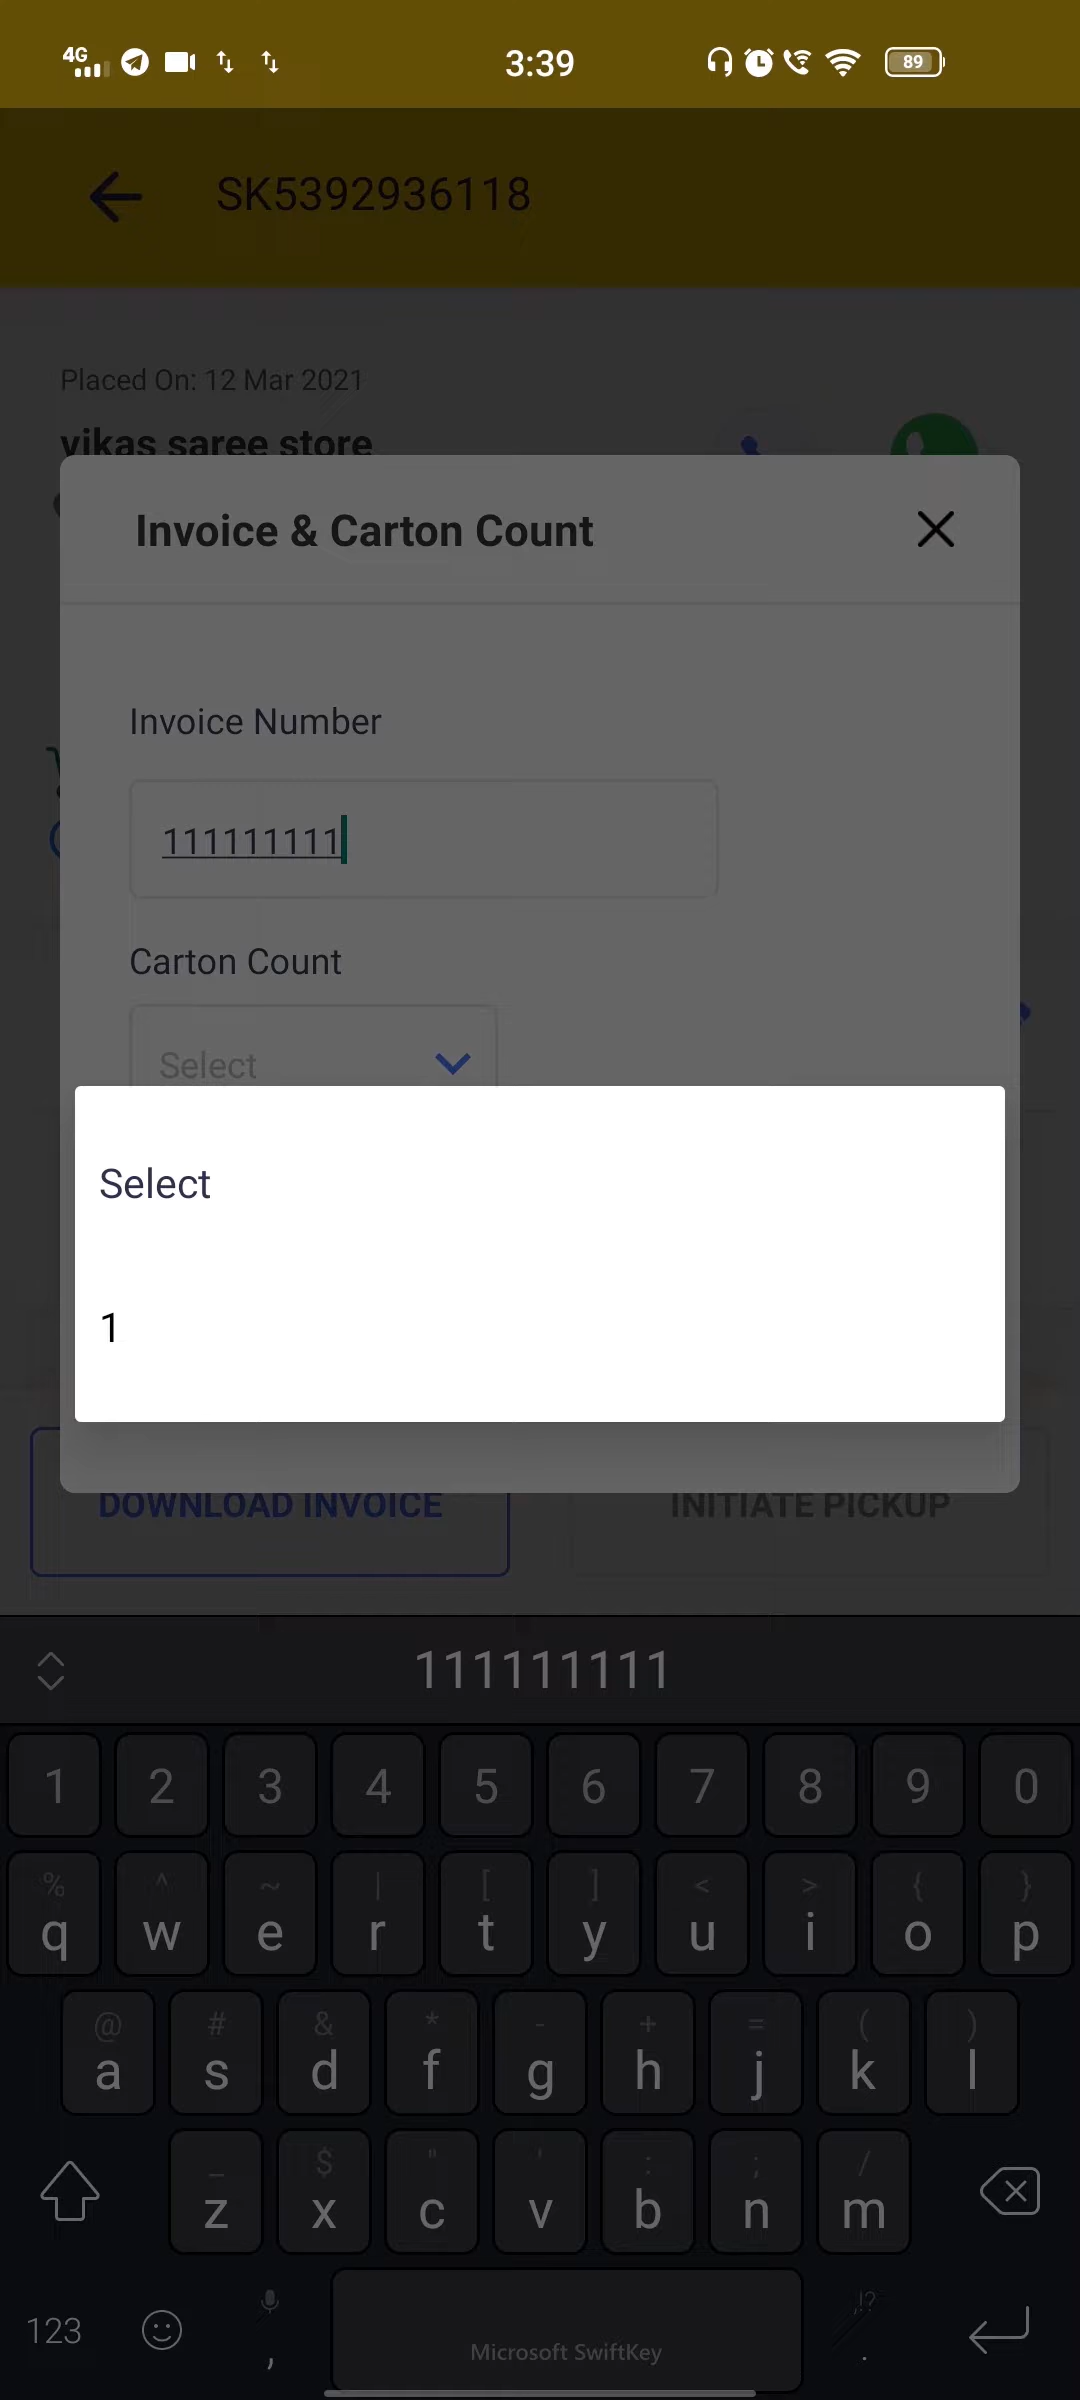 4G 3:39 89
SK5392936118
Placed On: 12 Mar 2021
vikas saree store
Invoice & Carton Count
Invoice Number
111111111
Carton Count
Select
Select
1
DOWNLOAD INVOICE INITIATE PICKUP
111111111
1 2 3 4 5 6 7 8 9 0
% ^ ~ | [ ] < > { }
q w e r t y u i o p
@ # & * - + = ( )
a s d f g h j k l
_ $ " ' : ; /
z x c v b n m
123 , Microsoft SwiftKey ,!? .